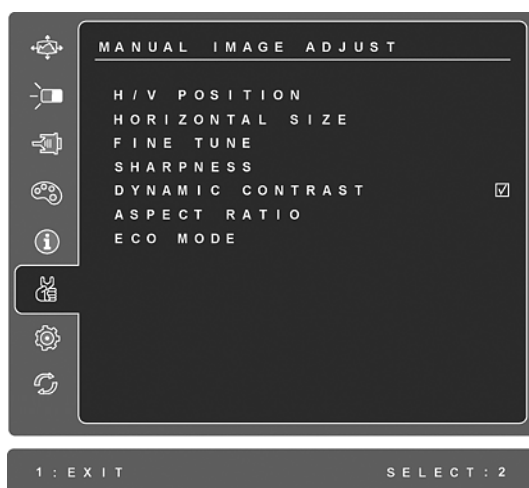 MANUAL IMAGE ADJUST
H/V POSITION
HORIZONTAL SIZE
FINE TUNE
SHARPNESS
DYNAMIC CONTRAST
ASPECT RATIO
ECO MODE
1:EXIT SELECT:2